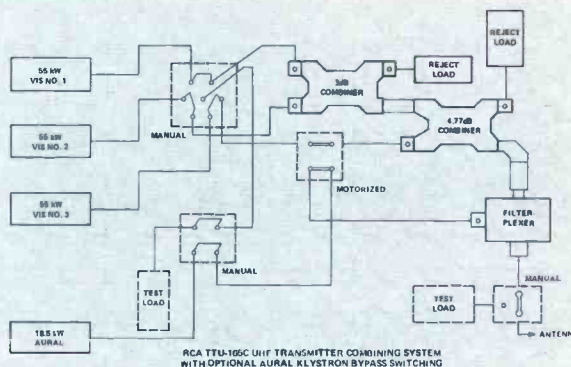 55 kW
VIS NO. 1
55 kW
VIS NO. 2
55 kW
VIS NO. 3
18.5 kW
AURAL
MANUAL
3dB
COMBINER
REJECT
LOAD
REJECT
LOAD
4.77dB
COMBINER
MOTORIZED
TEST
LOAD
MANUAL
FILTER-
PLEXER
MANUAL
TEST
LOAD
ANTENN
RCA TTU-165C UHF TRANSMITTER COMBINING SYSTEM
WITH OPTIONAL AURAL KLYSTRON BYPASS SWITCHING